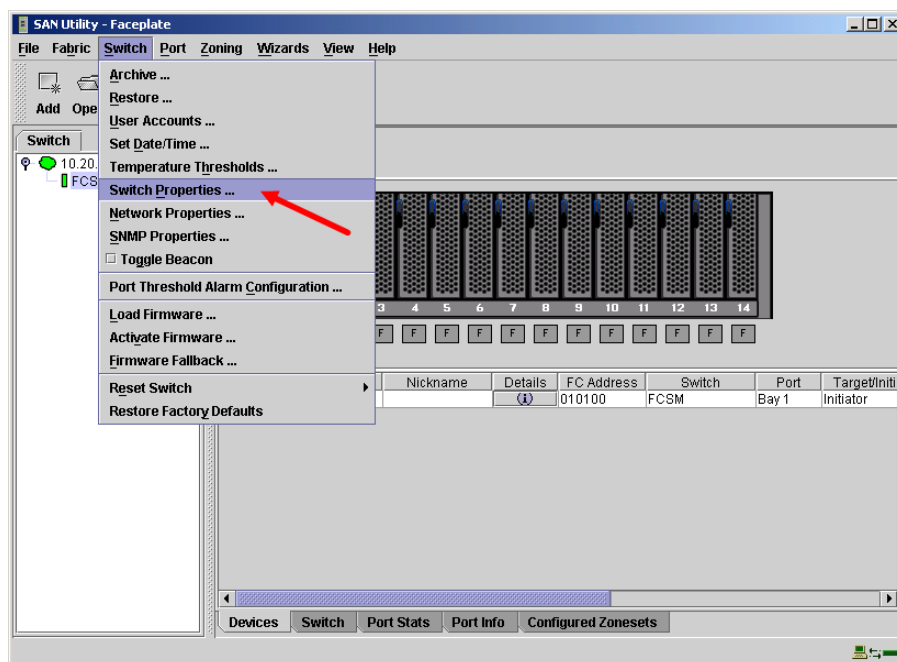 SAN Utility - Faceplate
File Fabric Switch Port Zoning Wizards View Help
Add Ope
Archive ...
Restore ...
User Accounts ...
Set Date/Time ...
Temperature Thresholds ...
Switch Properties ...
Network Properties ...
SNMP Properties ...
Toggle Beacon
Port Threshold Alarm Configuration ...
Load Firmware ...
Activate Firmware ...
Firmware Fallback ...
Reset Switch
Restore Factory Defaults
Switch
10.20.
FCS
3 4 5 6 7 8 9 10 11 12 13 14
F F F F F F F F F F F F
Nickname Details FC Address Switch Port Target/Initi
010100 FCSM Bay 1 Initiator
Devices Switch Port Stats Port Info Configured Zonesets